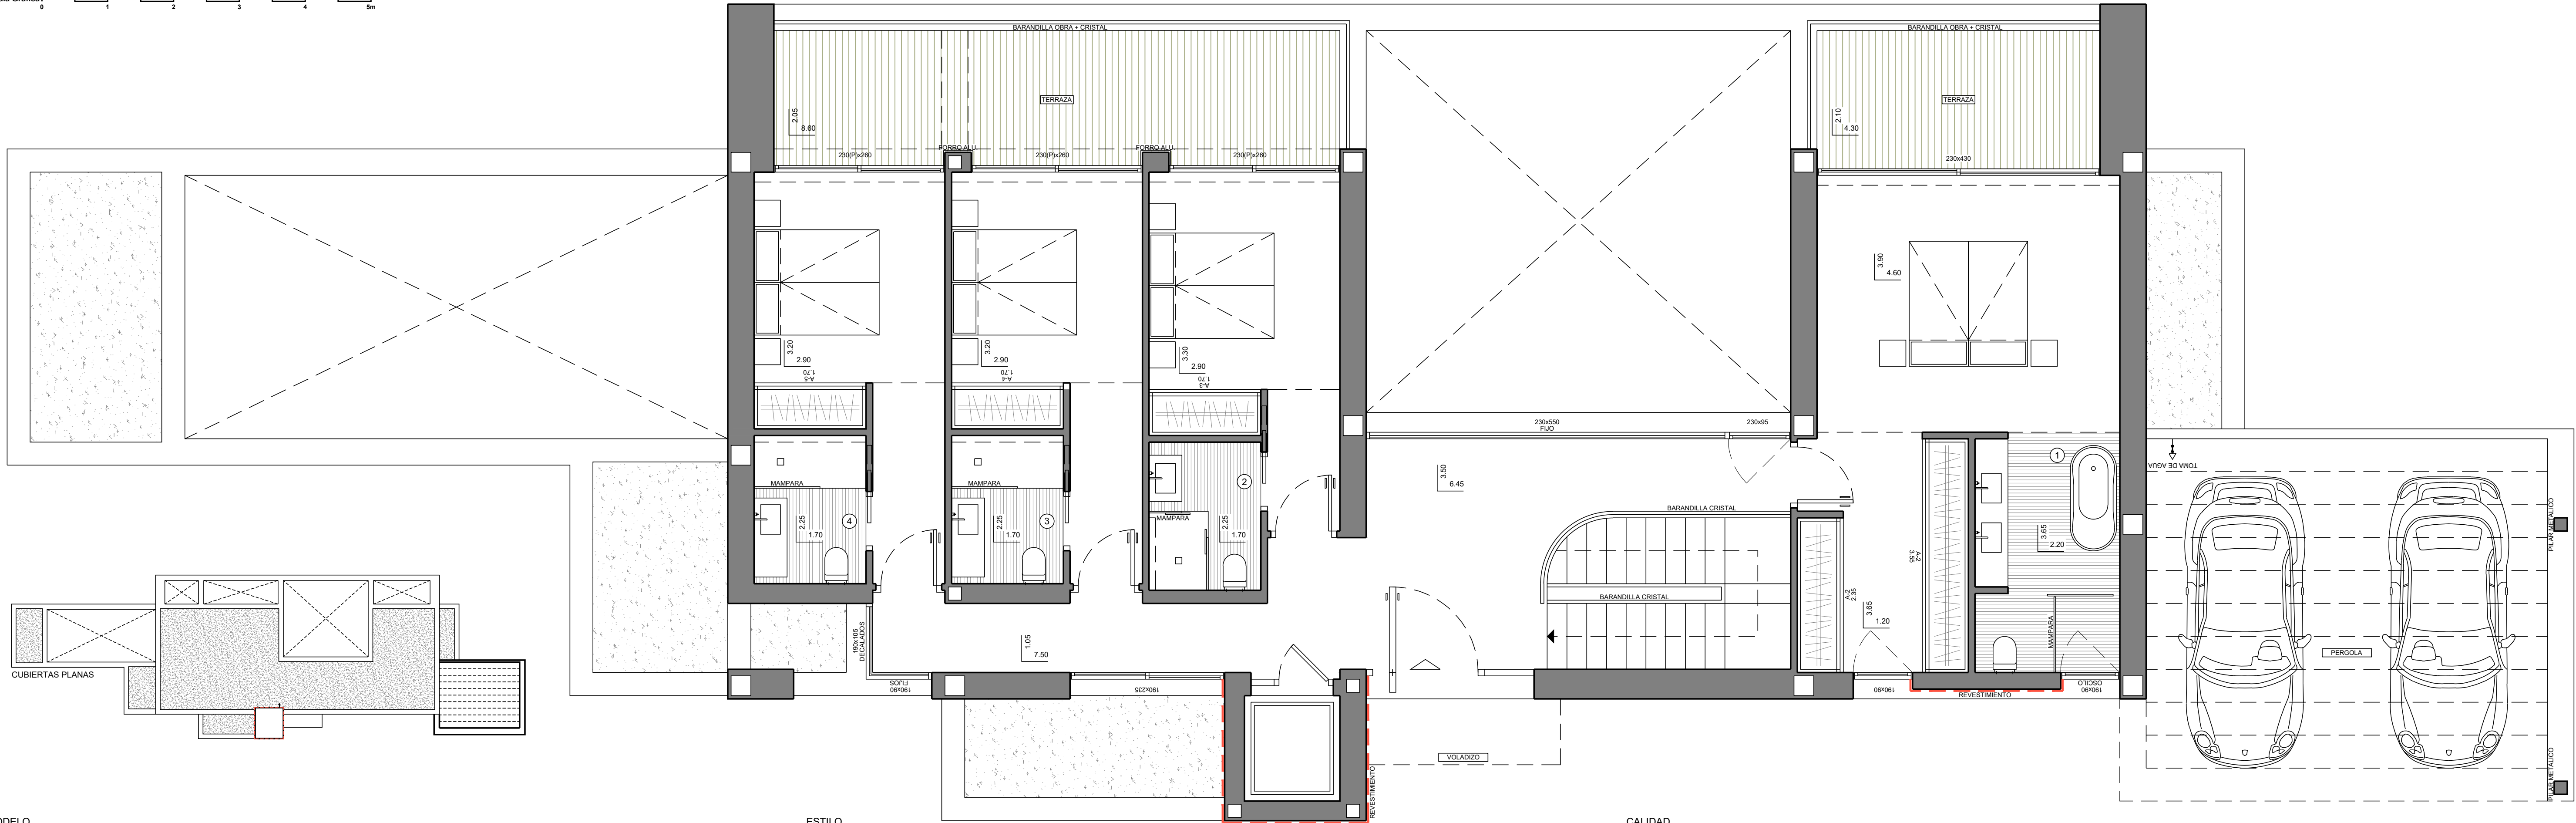 0 1 2 3 4 5m
BARANDILLA OBRA + CRISTAL
BARANDILLA OBRA + CRISTAL
TERRAZA
TERRAZA
2.05
8.60
2.10
4.30
FORRO ALU.
FORRO ALU.
230(P)x260
230(P)x260
230(P)x260
230x430
3.90
4.60
3.20
2.90
3.20
2.90
3.30
2.90
A-5
1.70
A-4
1.70
A-3
1.70
230x550
FIJO
230x95
3.50
6.45
MAMPARA
MAMPARA
MAMPARA
2.25
1.70
4
2.25
1.70
3
2
2.25
1.70
BARANDILLA CRISTAL
BARANDILLA CRISTAL
1
3.65
2.20
A-2
3.55
A-2
2.35
3.65
1.20
MAMPARA
TOMA DE AGUA
PILAR METÁLICO
PILAR METÁLICO
PERGOLA
190x105
DECALADOS
1.05
7.50
190x90
FIJOS
190x235
190x90
190x90
OSCILO
REVESTIMIENTO
REVESTIMIENTO
VOLADIZO
CUBIERTAS PLANAS
ESTILO
CALIDAD